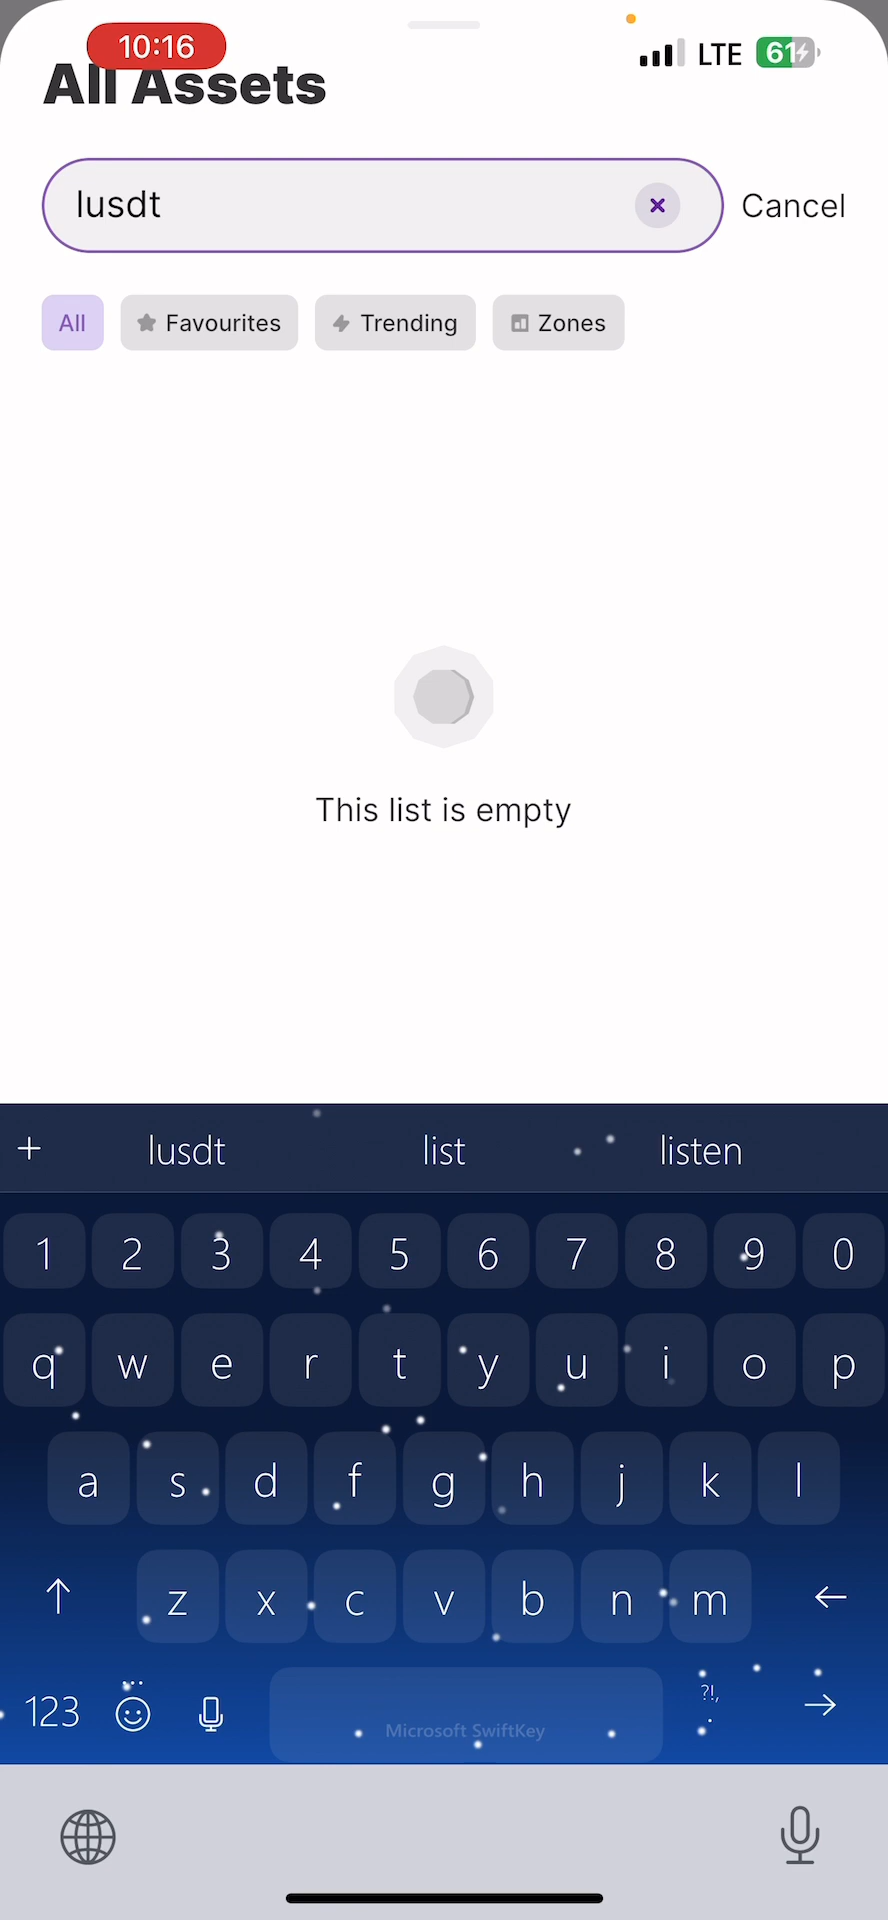 10:16
LTE
61
All Assets
lusdt
Cancel
All
Favourites
Trending
Zones
This list is empty
+ lusdt list listen
1 2 3 4 5 6 7 8 9 0
q w e r t y u i o p
a s d f g h j k l
z x c v b n m
123
Microsoft SwiftKey
?!,
.